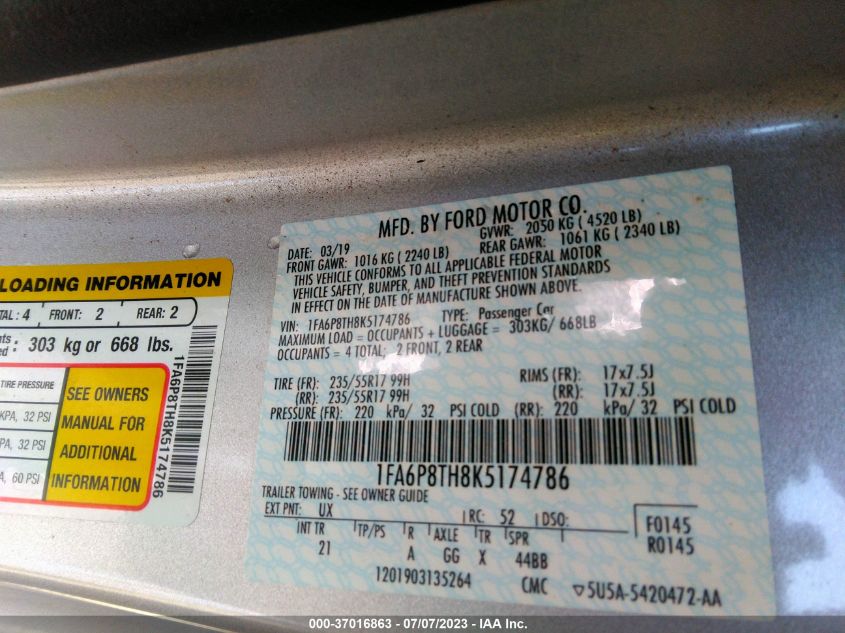 LOADING INFORMATION
TAL: 4 FRONT: 2 REAR: 2
303 kg or 668 lbs.
TIRE PRESSURE
KPA, 32 PSI
PA, 32 PSI
A, 60 PSI
SEE OWNERS
MANUAL FOR
ADDITIONAL
INFORMATION
1FA6P8TH8K5174786
MFD. BY FORD MOTOR CO.
DATE: 03/19 GVWR: 2050 KG ( 4520 LB)
FRONT GAWR: 1016 KG ( 2240 LB) REAR GAWR: 1061 KG ( 2340 LB)
THIS VEHICLE CONFORMS TO ALL APPLICABLE FEDERAL MOTOR
VEHICLE SAFETY, BUMPER, AND THEFT PREVENTION STANDARDS
IN EFFECT ON THE DATE OF MANUFACTURE SHOWN ABOVE.
VIN: 1FA6P8TH8K5174786 TYPE: Passenger Car
MAXIMUM LOAD = OCCUPANTS + LUGGAGE = 303KG/ 668LB
OCCUPANTS = 4 TOTAL; 2 FRONT, 2 REAR
TIRE (FR): 235/55R17 99H RIMS (FR): 17x7.5J
(RR): 235/55R17 99H (RR): 17x7.5J
PRESSURE (FR): 220 kPa/ 32 PSI COLD (RR): 220 kPa/ 32 PSI COLD
1FA6P8TH8K5174786
TRAILER TOWING - SEE OWNER GUIDE
EXT PNT: UX RC: 52 DSO: F0145
INT TR TP/PS R AXLE TR SPR R0145
21 A GG X 44BB
1201903135264 CMC 5U5A-5420472-AA
000-37016863 - 07/07/2023 - IAA Inc.